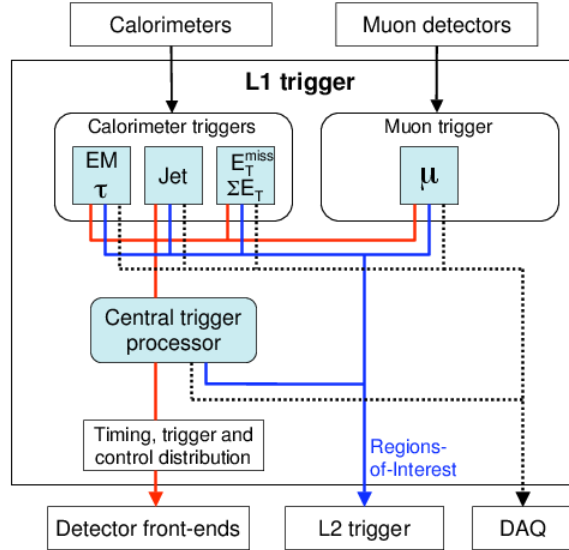 Calorimeters
Muon detectors
L1 trigger
Calorimeter triggers
Muon trigger
EM
τ
Jet
E_T^miss
ΣE_T
μ
Central trigger
processor
Timing, trigger and
control distribution
Regions-
of-Interest
Detector front-ends
L2 trigger
DAQ